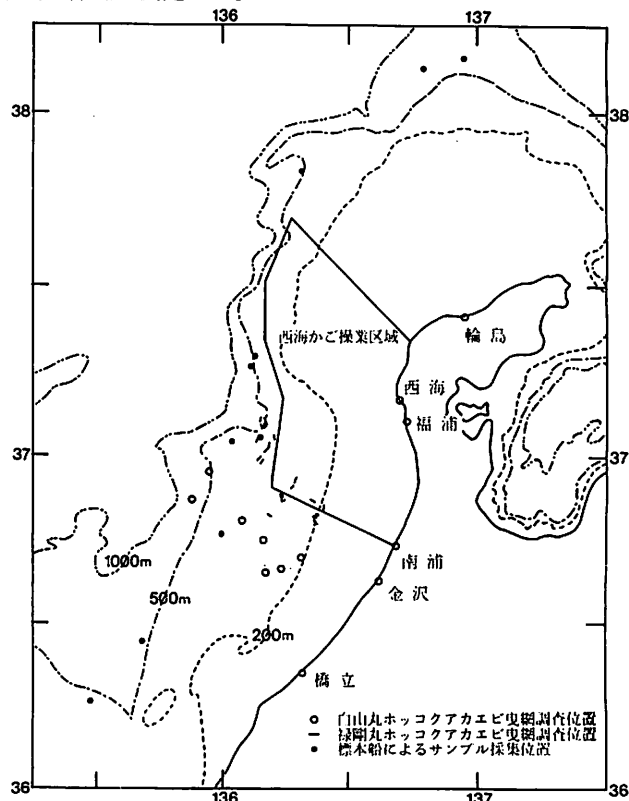 136
137
38
38
西海かご操業区域
輪島
西海
福浦
37
37
1000m
500m
200m
南浦
金沢
橋立
白山丸ホッコクアカエビ曳網調査位置
禄剛丸ホッコクアカエビ曳網調査位置
標本船によるサンプル採集位置
36
36
136
137